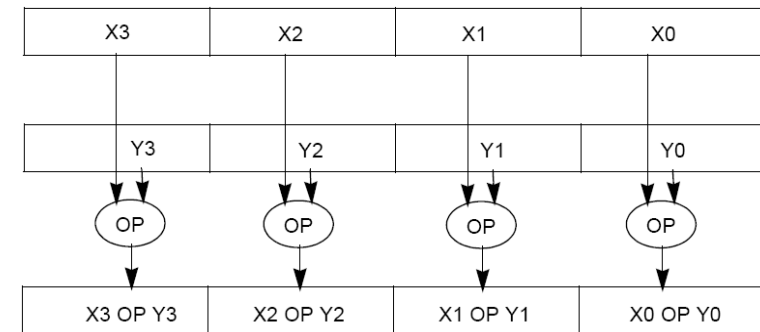 X3 X2 X1 X0
Y3 Y2 Y1 Y0
OP OP OP OP
X3 OP Y3 X2 OP Y2 X1 OP Y1 X0 OP Y0